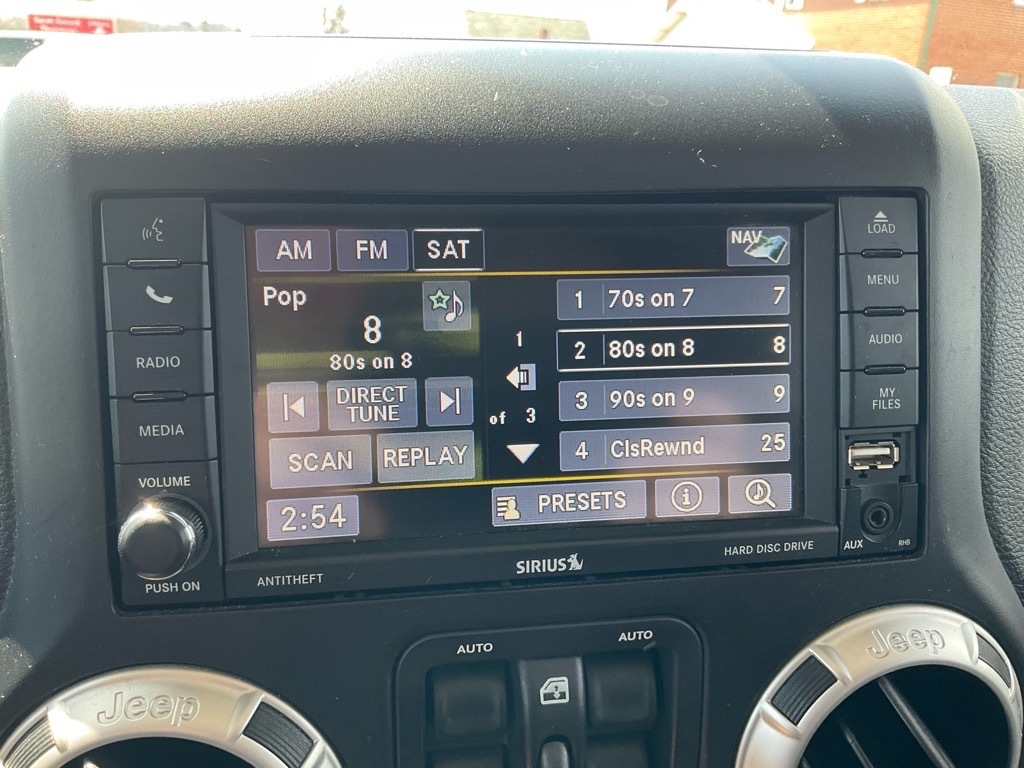 AM FM SAT NAV
LOAD
MENU
AUDIO
MY
FILES
RADIO
MEDIA
VOLUME
PUSH ON
Pop
8
80s on 8
DIRECT
TUNE
SCAN REPLAY
2:54
1
of 3
1 70s on 7 7
2 80s on 8 8
3 90s on 9 9
4 ClsRewnd 25
PRESETS
ANTITHEFT
SIRIUS
HARD DISC DRIVE
AUX RHB
AUTO AUTO
Jeep
Jeep